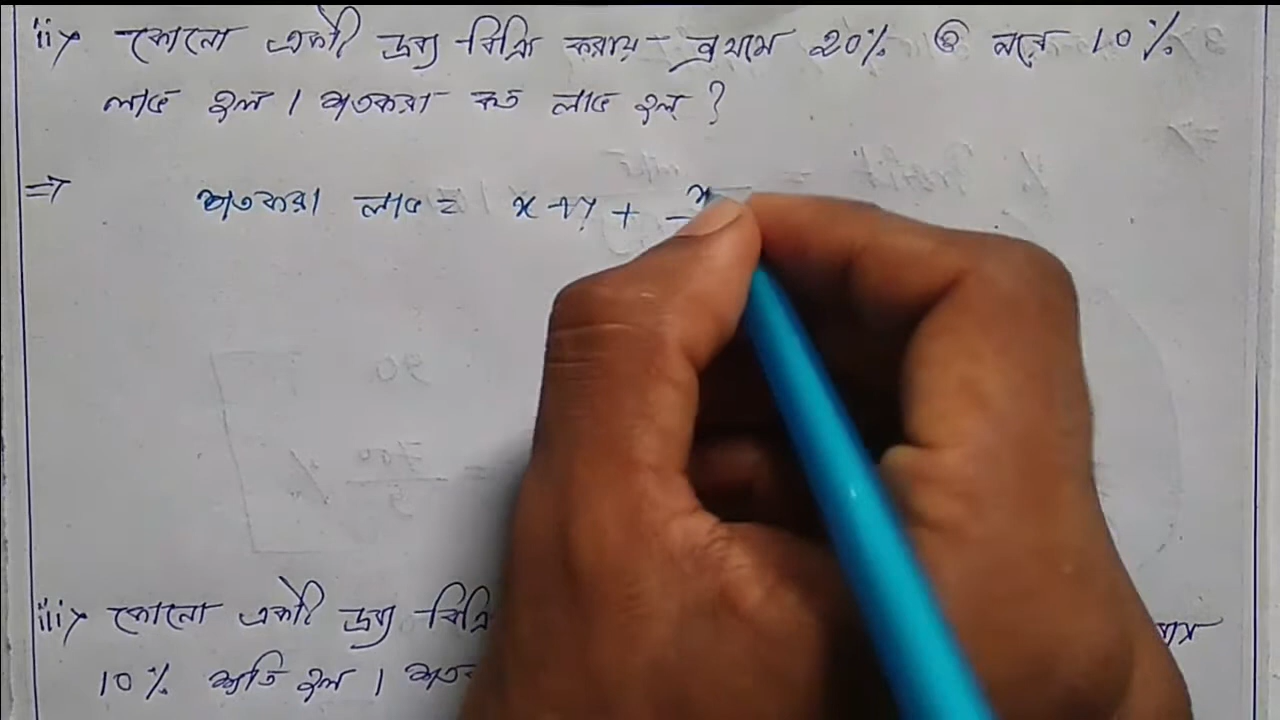 ii> কোনো একটি দ্রব্য বিক্রি করায় প্রথমে 20% ও পরে 10%
লাভ হল । শতকরা কত লাভ হল ?
⇒ শতকরা লাভ = x + y + x
iii> কোনো একটি দ্রব্য বিক্রি
10% ক্ষতি হল ।